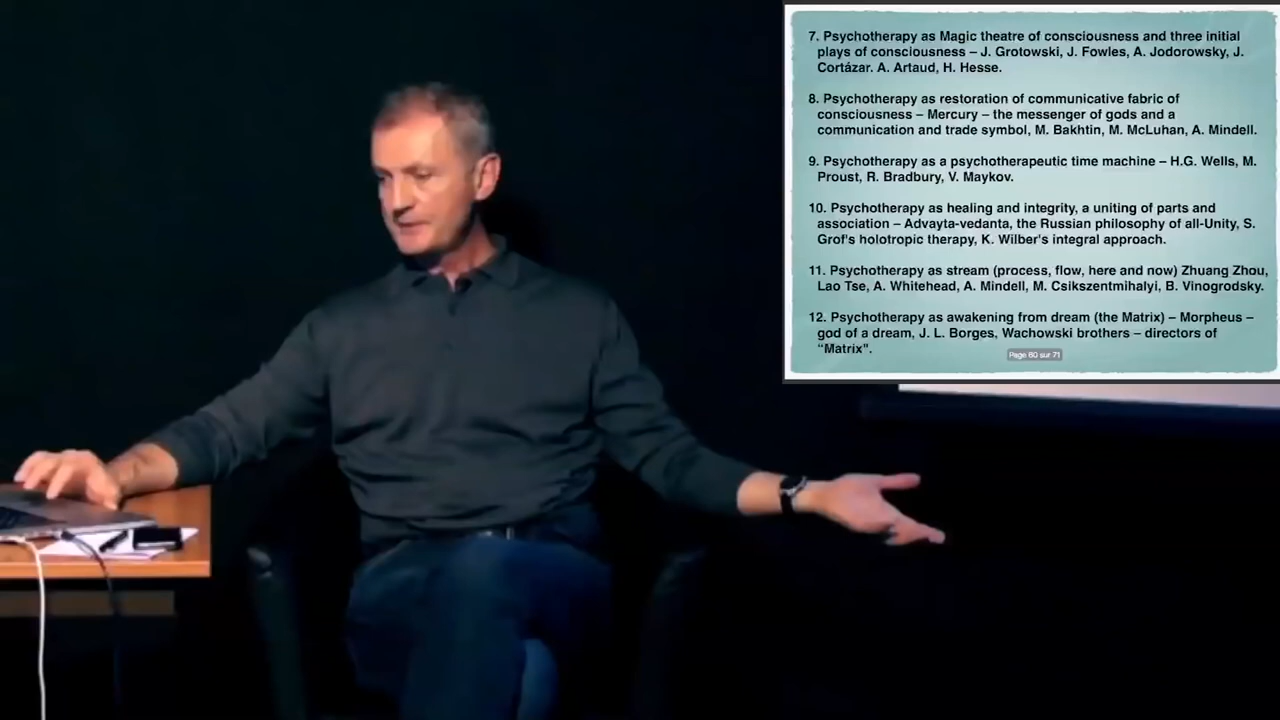 7. Psychotherapy as Magic theatre of consciousness and three initial
plays of consciousness – J. Grotowski, J. Fowles, A. Jodorowsky, J.
Cortázar. A. Artaud, H. Hesse.
8. Psychotherapy as restoration of communicative fabric of
consciousness – Mercury – the messenger of gods and a
communication and trade symbol, M. Bakhtin, M. McLuhan, A. Mindell.
9. Psychotherapy as a psychotherapeutic time machine – H.G. Wells, M.
Proust, R. Bradbury, V. Maykov.
10. Psychotherapy as healing and integrity, a uniting of parts and
association – Advayta-vedanta, the Russian philosophy of all-Unity, S.
Grof's holotropic therapy, K. Wilber's integral approach.
11. Psychotherapy as stream (process, flow, here and now) Zhuang Zhou,
Lao Tse, A. Whitehead, A. Mindell, M. Csikszentmihalyi, B. Vinogrodsky.
12. Psychotherapy as awakening from dream (the Matrix) – Morpheus –
god of a dream, J. L. Borges, Wachowski brothers – directors of
“Matrix”.
Page 60 sur 71